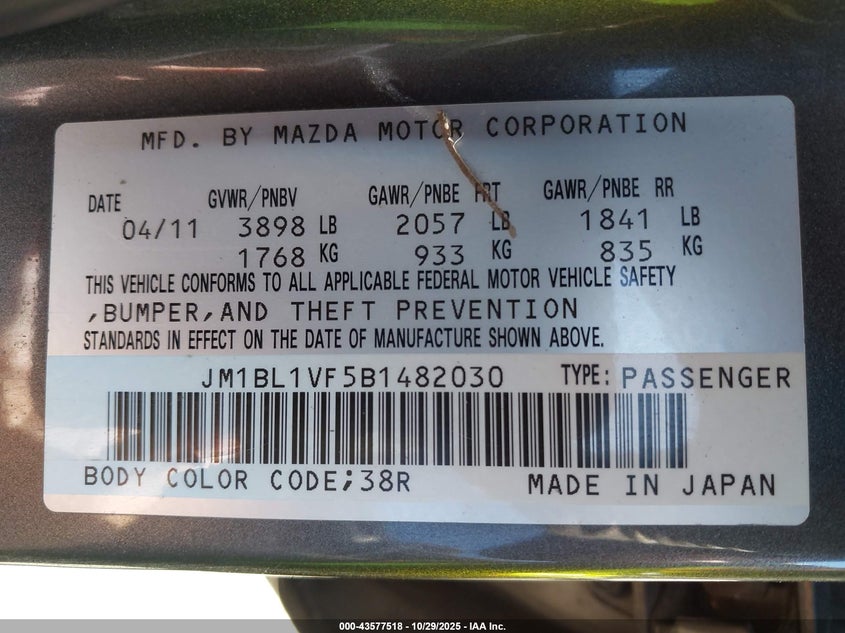 MFD. BY MAZDA MOTOR CORPORATION
DATE GVWR/PNBV GAWR/PNBE FRT GAWR/PNBE RR
04/11 3898 LB 2057 LB 1841 LB
1768 KG 933 KG 835 KG
THIS VEHICLE CONFORMS TO ALL APPLICABLE FEDERAL MOTOR VEHICLE SAFETY
,BUMPER,AND THEFT PREVENTION
STANDARDS IN EFFECT ON THE DATE OF MANUFACTURE SHOWN ABOVE.
JM1BL1VF5B1482030 TYPE: PASSENGER
BODY COLOR CODE;38R MADE IN JAPAN
000-43577518 - 10/29/2025 - IAA Inc.